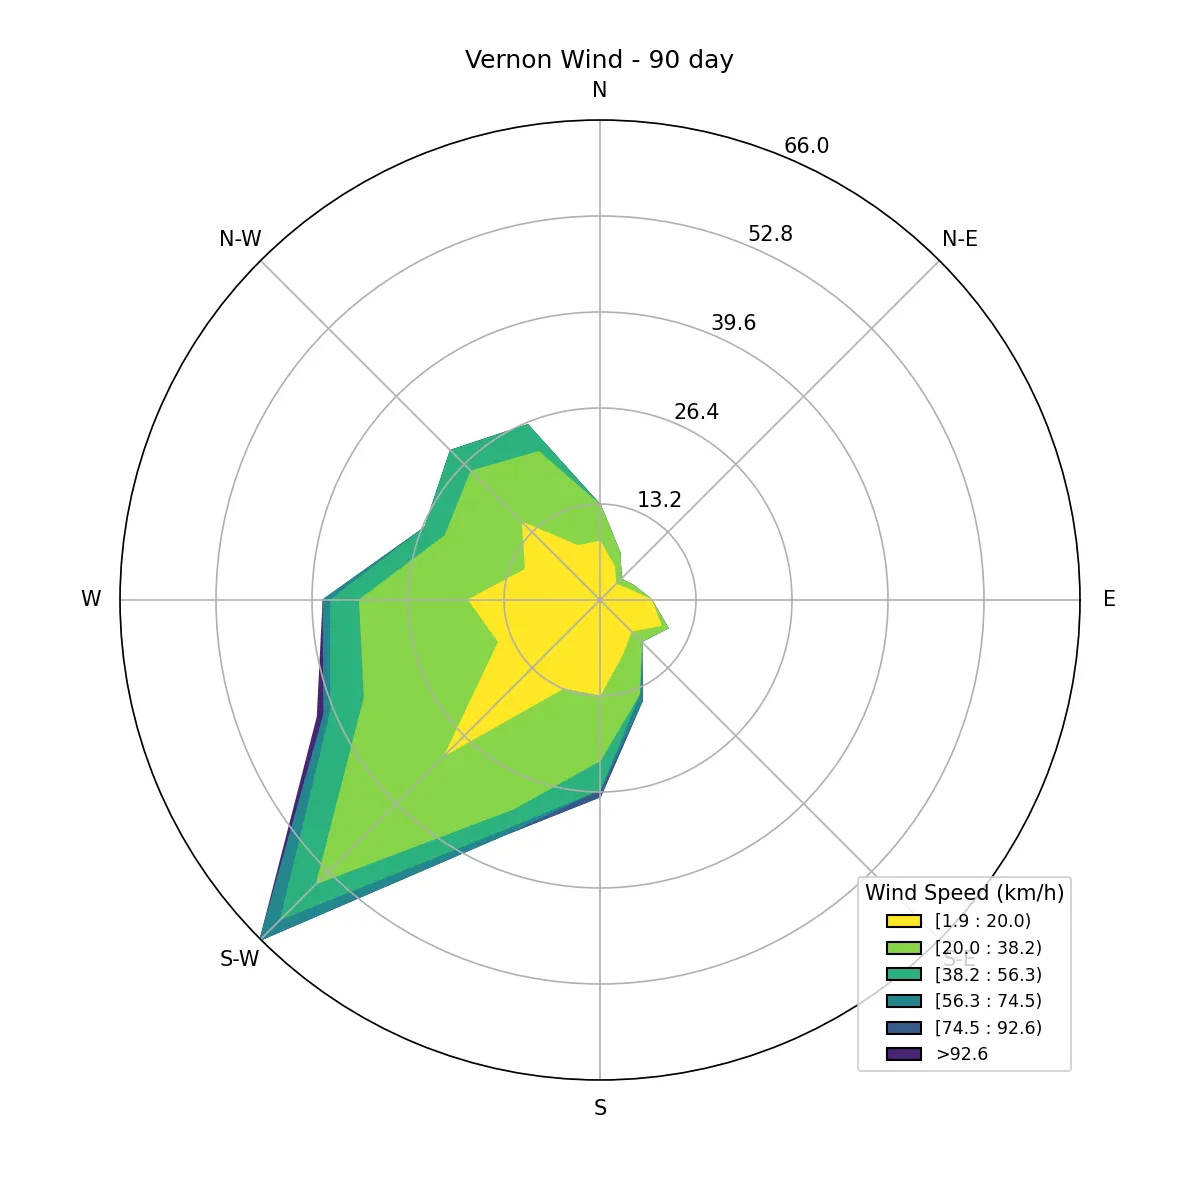 Vernon Wind - 90 day
N
66.0
N-W
52.8
N-E
39.6
26.4
13.2
W
E
S-W
S-E
S
Wind Speed (km/h)
[1.9 : 20.0)
[20.0 : 38.2)
[38.2 : 56.3)
[56.3 : 74.5)
[74.5 : 92.6)
>92.6